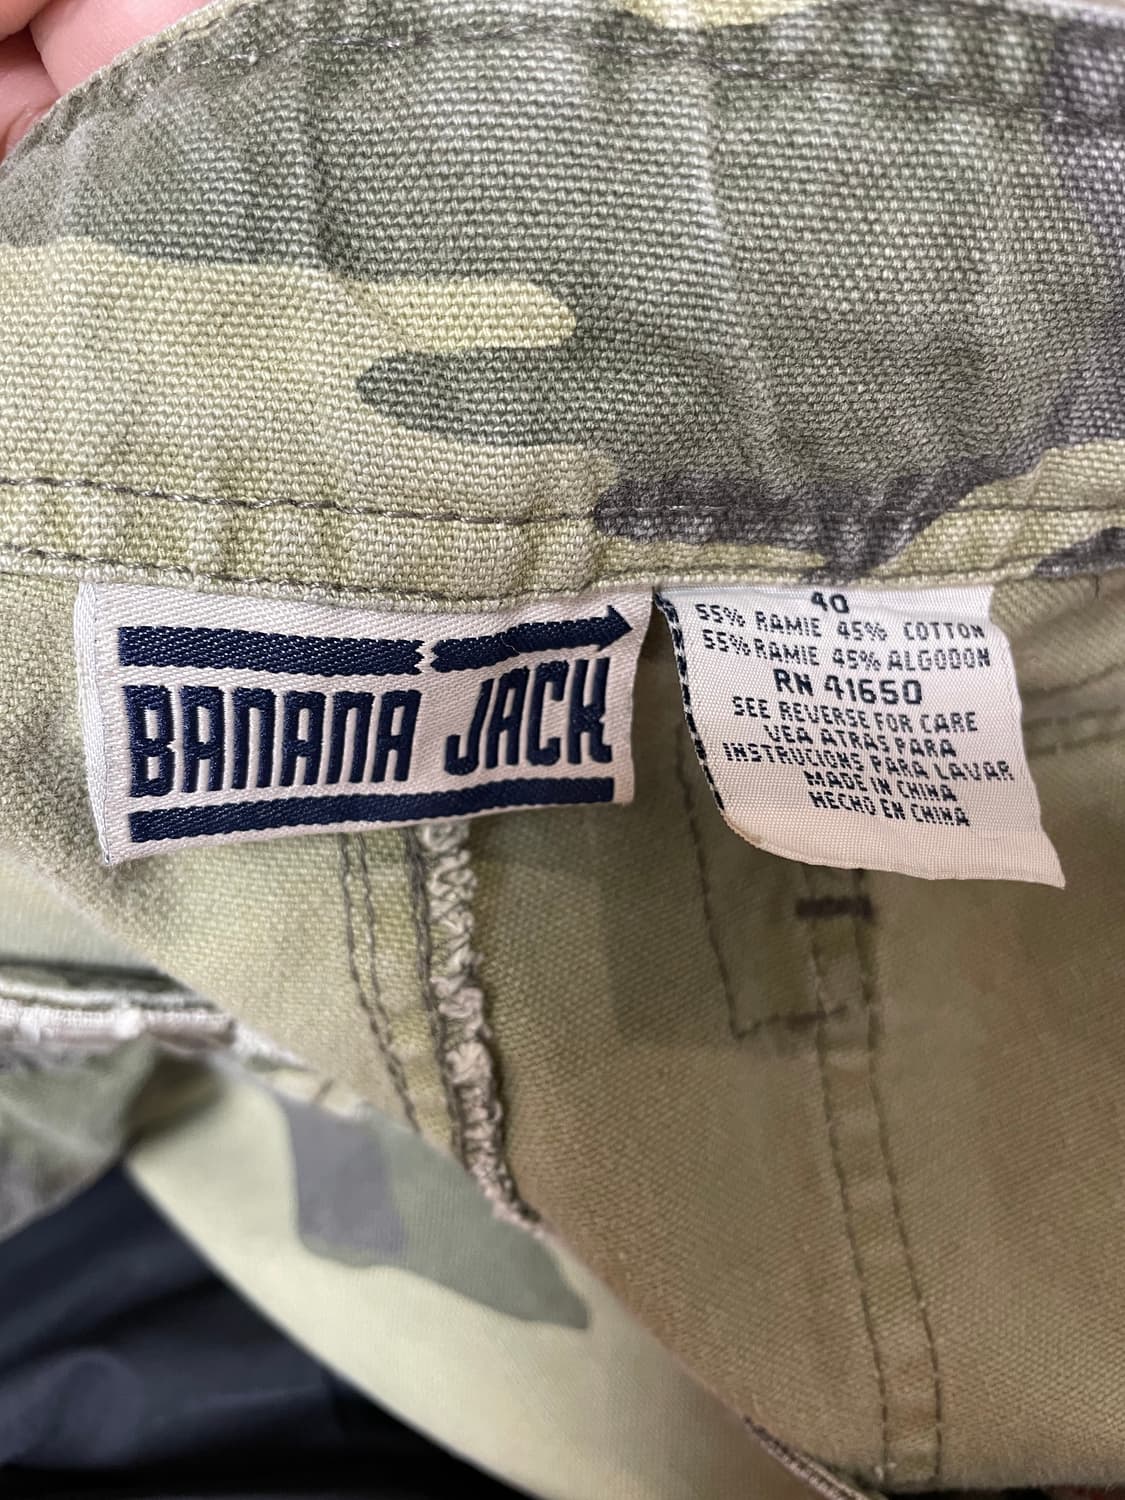 BANANA JACK
40
55% RAMIE 45% COTTON
55% RAMIE 45% ALGODON
RN 41650
SEE REVERSE FOR CARE
VEA ATRAS PARA
INSTRUCIONS PARA LAVAR
MADE IN CHINA
HECHO EN CHINA